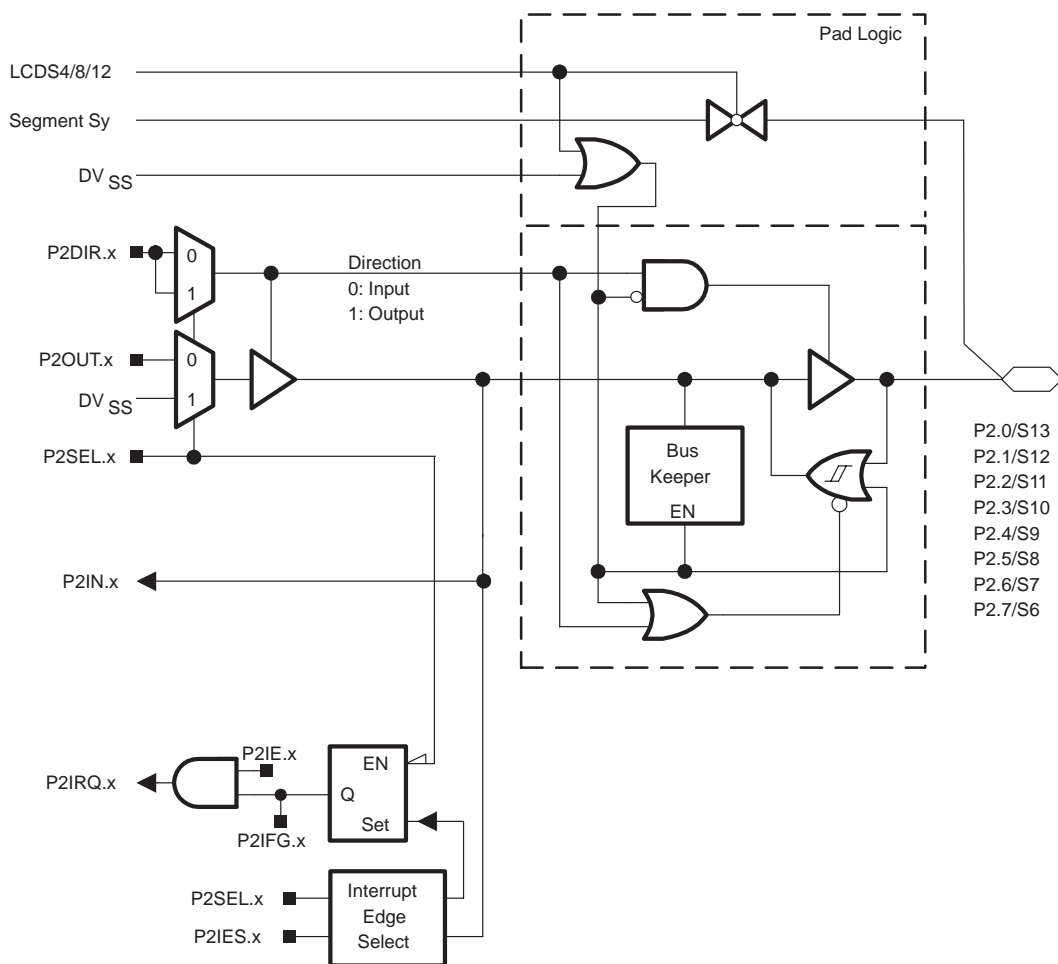 Pad Logic
LCDS4/8/12
Segment Sy
DV SS
P2DIR.x
0
1
Direction
0: Input
1: Output
P2OUT.x
0
DV SS
1
P2SEL.x
Bus
Keeper
EN
P2.0/S13
P2.1/S12
P2.2/S11
P2.3/S10
P2.4/S9
P2.5/S8
P2.6/S7
P2.7/S6
P2IN.x
P2IE.x
EN
P2IRQ.x
Q
Set
P2IFG.x
P2SEL.x
P2IES.x
Interrupt
Edge
Select